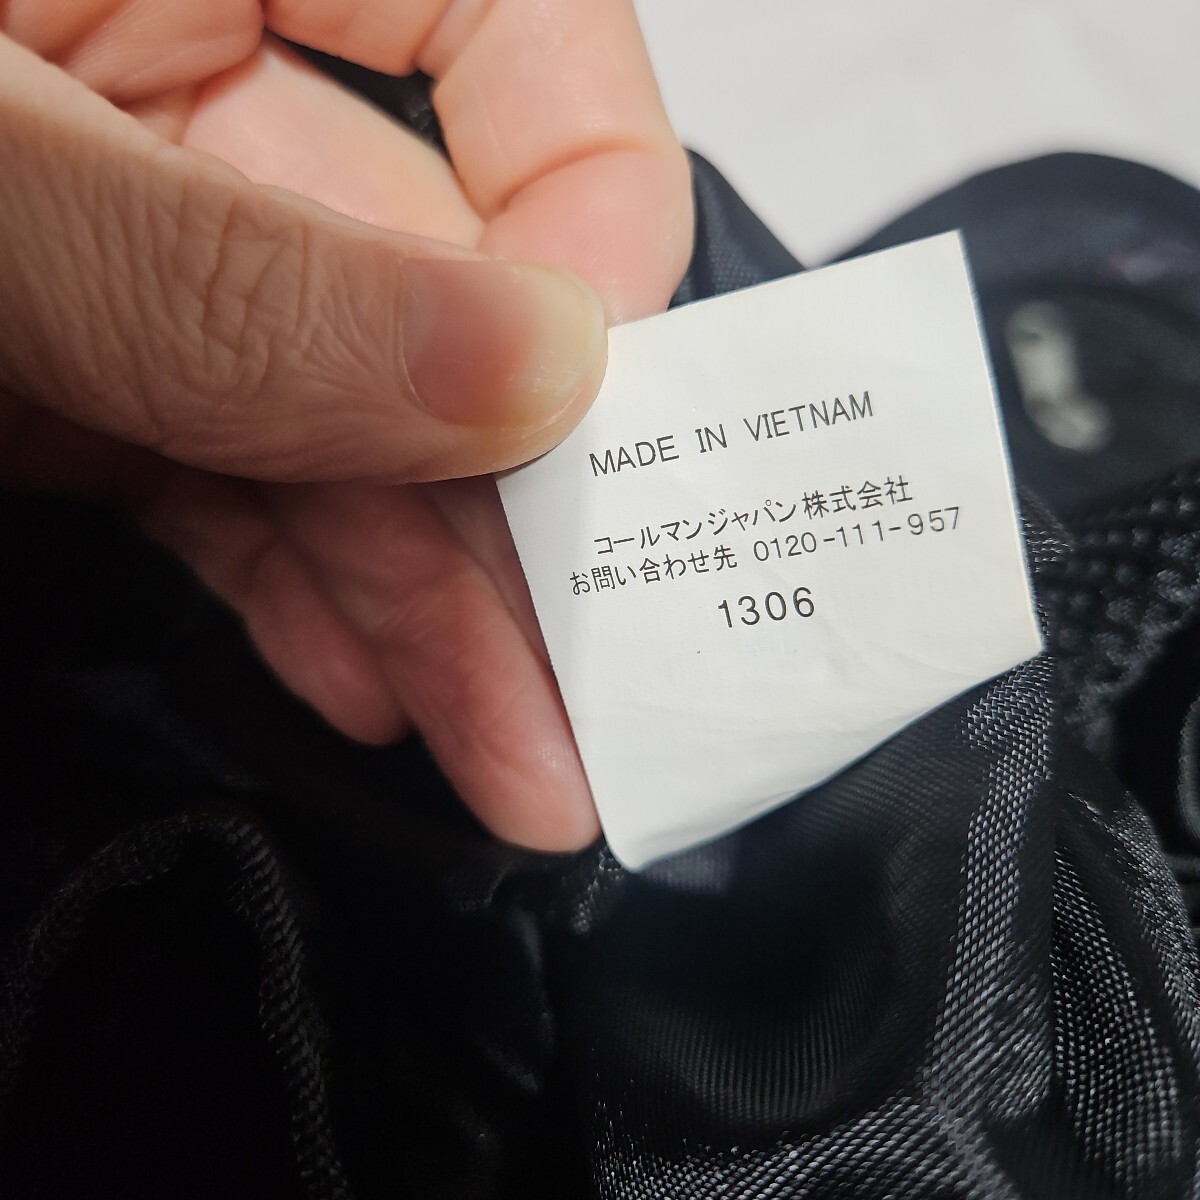 MADE IN VIETNAM
コールマンジャパン株式会社
お問い合わせ先 0120-111-957
1306